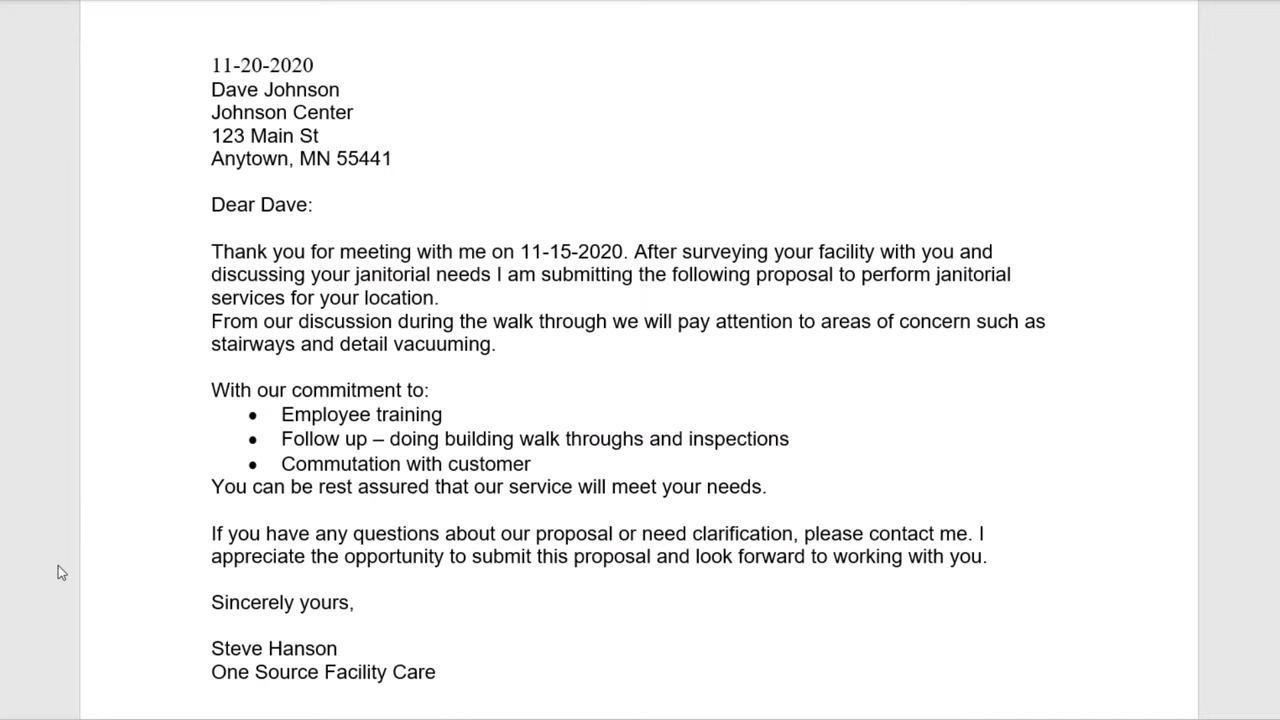 11-20-2020
Dave Johnson
Johnson Center
123 Main St
Anytown, MN 55441
Dear Dave:
Thank you for meeting with me on 11-15-2020. After surveying your facility with you and
discussing your janitorial needs I am submitting the following proposal to perform janitorial
services for your location.
From our discussion during the walk through we will pay attention to areas of concern such as
stairways and detail vacuuming.
With our commitment to:
• Employee training
• Follow up – doing building walk throughs and inspections
• Commutation with customer
You can be rest assured that our service will meet your needs.
If you have any questions about our proposal or need clarification, please contact me. I
appreciate the opportunity to submit this proposal and look forward to working with you.
Sincerely yours,
Steve Hanson
One Source Facility Care